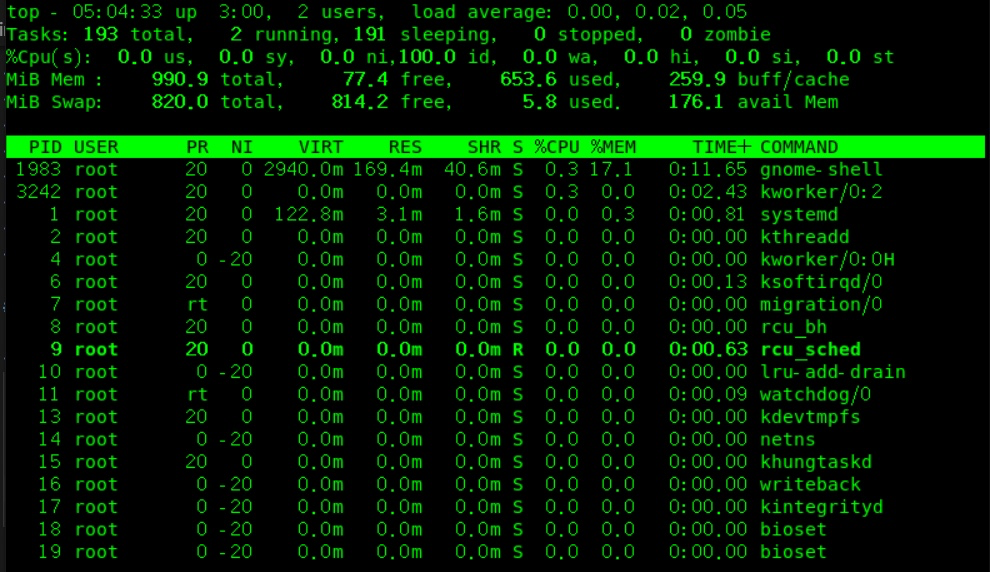 top - 05:04:33 up  3:00,  2 users,  load average: 0.00, 0.02, 0.05
Tasks: 193 total,   2 running, 191 sleeping,   0 stopped,   0 zombie
%Cpu(s):  0.0 us,  0.0 sy,  0.0 ni,100.0 id,  0.0 wa,  0.0 hi,  0.0 si,  0.0 st
MiB Mem :    990.9 total,     77.4 free,    653.6 used,    259.9 buff/cache
MiB Swap:    820.0 total,    814.2 free,      5.8 used.    176.1 avail Mem
PID USER      PR  NI    VIRT    RES    SHR S %CPU %MEM     TIME+ COMMAND
1983 root      20   0 2940.0m 169.4m  40.6m S  0.3 17.1   0:11.65 gnome-shell
3242 root      20   0    0.0m   0.0m   0.0m S  0.3  0.0   0:02.43 kworker/0:2
1 root      20   0  122.8m   3.1m   1.6m S  0.0  0.3   0:00.81 systemd
2 root      20   0    0.0m   0.0m   0.0m S  0.0  0.0   0:00.00 kthreadd
4 root       0 -20    0.0m   0.0m   0.0m S  0.0  0.0   0:00.00 kworker/0:0H
6 root      20   0    0.0m   0.0m   0.0m S  0.0  0.0   0:00.13 ksoftirqd/0
7 root      rt   0    0.0m   0.0m   0.0m S  0.0  0.0   0:00.00 migration/0
8 root      20   0    0.0m   0.0m   0.0m S  0.0  0.0   0:00.00 rcu_bh
9 root      20   0    0.0m   0.0m   0.0m R  0.0  0.0   0:00.63 rcu_sched
10 root       0 -20    0.0m   0.0m   0.0m S  0.0  0.0   0:00.00 lru-add-drain
11 root      rt   0    0.0m   0.0m   0.0m S  0.0  0.0   0:00.09 watchdog/0
13 root      20   0    0.0m   0.0m   0.0m S  0.0  0.0   0:00.00 kdevtmpfs
14 root       0 -20    0.0m   0.0m   0.0m S  0.0  0.0   0:00.00 netns
15 root      20   0    0.0m   0.0m   0.0m S  0.0  0.0   0:00.00 khungtaskd
16 root       0 -20    0.0m   0.0m   0.0m S  0.0  0.0   0:00.00 writeback
17 root       0 -20    0.0m   0.0m   0.0m S  0.0  0.0   0:00.00 kintegrityd
18 root       0 -20    0.0m   0.0m   0.0m S  0.0  0.0   0:00.00 bioset
19 root       0 -20    0.0m   0.0m   0.0m S  0.0  0.0   0:00.00 bioset